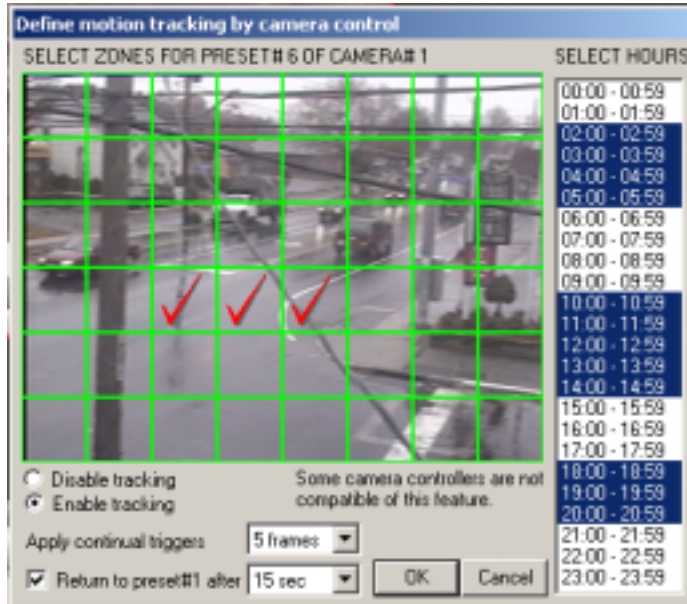 Define motion tracking by camera control
SELECT ZONES FOR PRESET# 6 OF CAMERA# 1
SELECT HOURS
00:00 - 00:59
01:00 - 01:59
02:00 - 02:59
03:00 - 03:59
04:00 - 04:59
05:00 - 05:59
06:00 - 06:59
07:00 - 07:59
08:00 - 08:59
09:00 - 09:59
10:00 - 10:59
11:00 - 11:59
12:00 - 12:59
13:00 - 13:59
14:00 - 14:59
15:00 - 15:59
16:00 - 16:59
17:00 - 17:59
18:00 - 18:59
19:00 - 19:59
20:00 - 20:59
21:00 - 21:59
22:00 - 22:59
23:00 - 23:59
Disable tracking
Enable tracking
Some camera controllers are not
compatible of this feature.
Apply continual triggers 5 frames
Return to preset#1 after 15 sec
OK Cancel